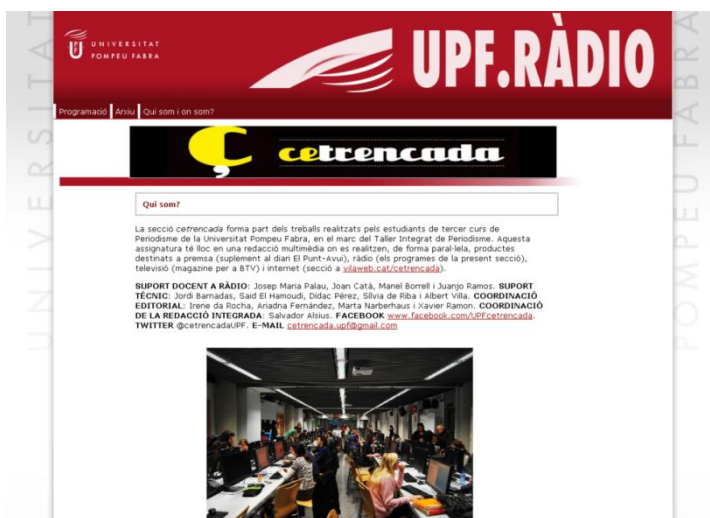 UNIVERSITAT
POMPEU FABRA
UPF.RÀDIO
Programació Arxiu Qui som i on som?
Ç cetrencada
Qui som?
La secció cetrencada forma part dels treballs realitzats pels estudiants de tercer curs de
Periodisme de la Universitat Pompeu Fabra, en el marc del Taller Integrat de Periodisme. Aquesta
assignatura té lloc en una redacció multimèdia on es realitzen, de forma paral·lela, productes
destinats a premsa (suplement al diari El Punt-Avui), ràdio (els programes de la present secció),
televisió (magazine per a BTV) i internet (secció a vilaweb.cat/cetrencada).
SUPORT DOCENT A RÀDIO: Josep Maria Palau, Joan Catà, Manel Borrell i Juanjo Ramos. SUPORT
TÈCNIC: Jordi Barnadas, Said El Hamoudi, Dídac Pérez, Sílvia de Riba i Albert Villa. COORDINACIÓ
EDITORIAL: Irene da Rocha, Ariadna Fernández, Marta Narberhaus i Xavier Ramon. COORDINACIÓ
DE LA REDACCIÓ INTEGRADA: Salvador Alsius. FACEBOOK www.facebook.com/UPFcetrencada.
TWITTER @cetrencadaUPF. E-MAIL cetrencada.upf@gmail.com
UNIVERSITAT
POMPEU FABRA